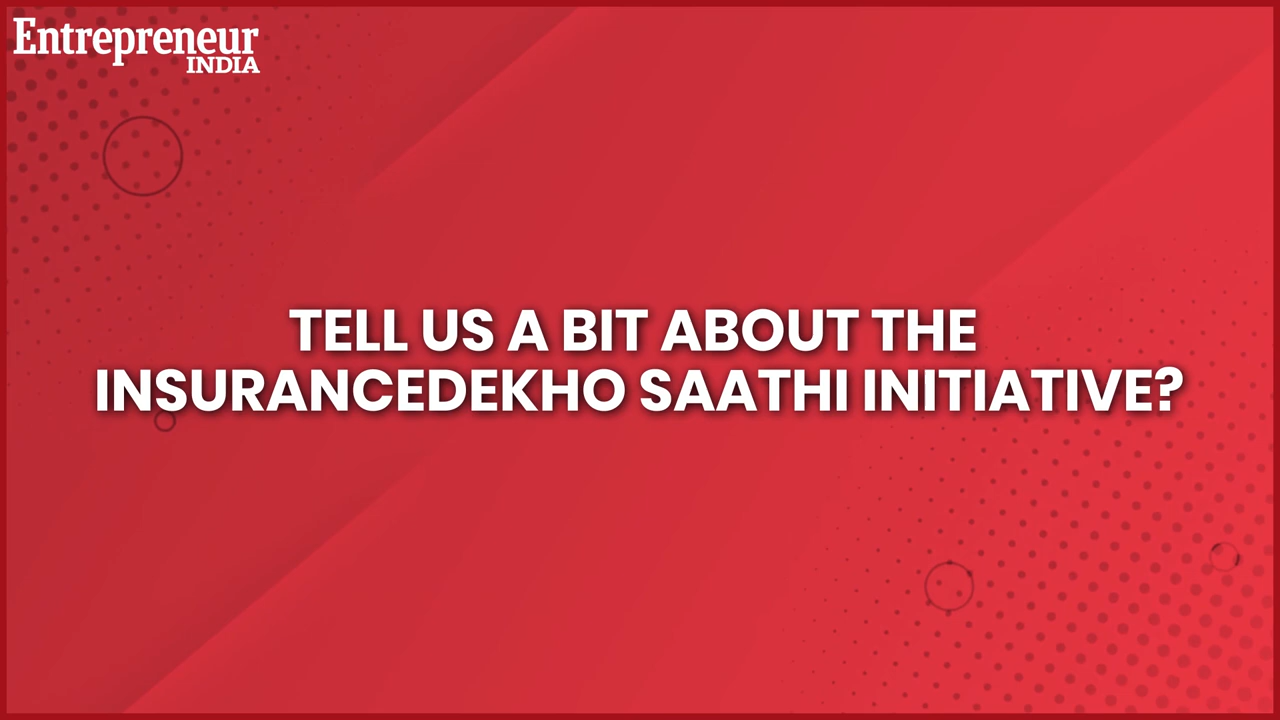 Entrepreneur
INDIA
TELL US A BIT ABOUT THE
INSURANCEDEKHO SAATHI INITIATIVE?